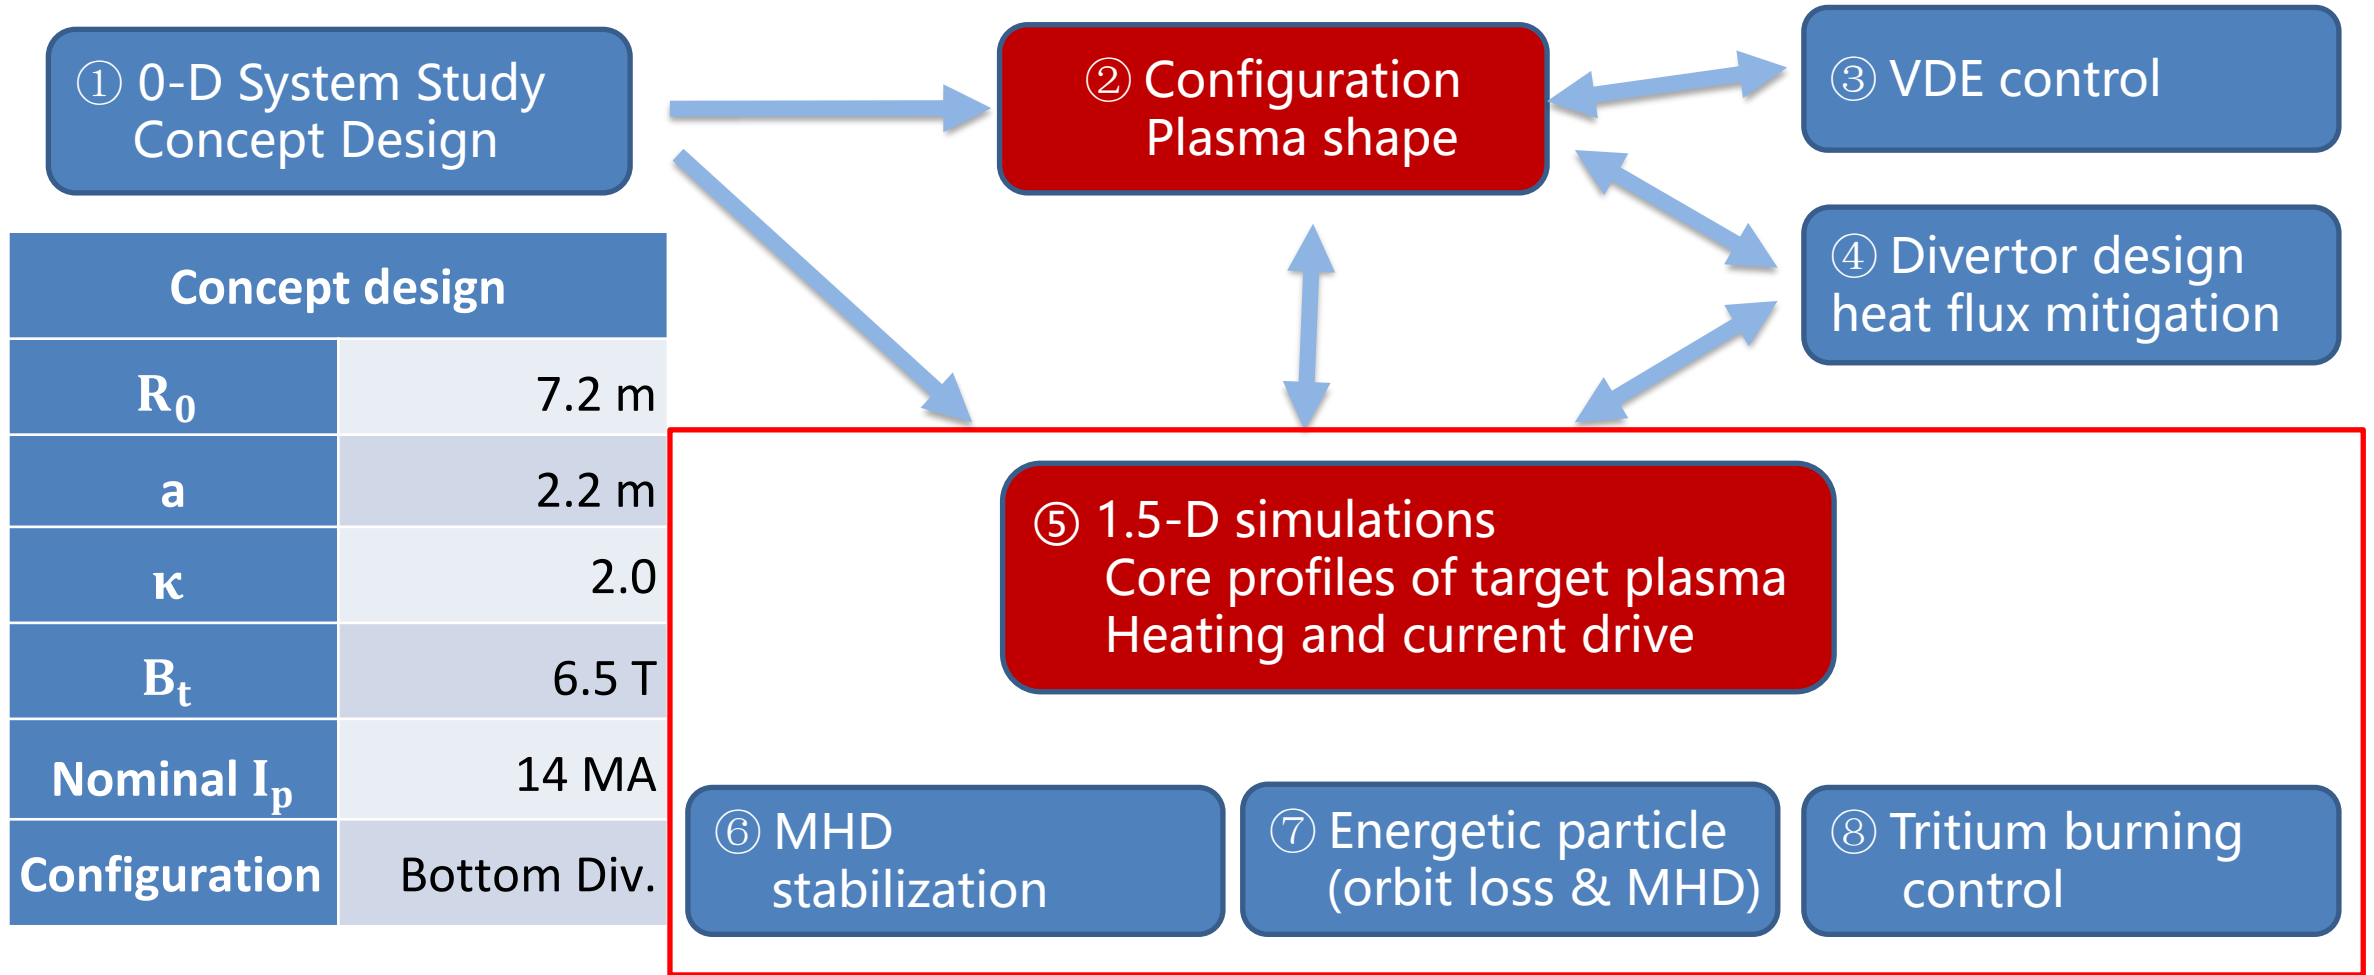 ① 0-D System Study
Concept Design
② Configuration
Plasma shape
③ VDE control
④ Divertor design
heat flux mitigation
Concept design
R₀ 7.2 m
a 2.2 m
κ 2.0
Bₜ 6.5 T
Nominal Iₚ 14 MA
Configuration Bottom Div.
⑤ 1.5-D simulations
Core profiles of target plasma
Heating and current drive
⑥ MHD
stabilization
⑦ Energetic particle
(orbit loss & MHD)
⑧ Tritium burning
control